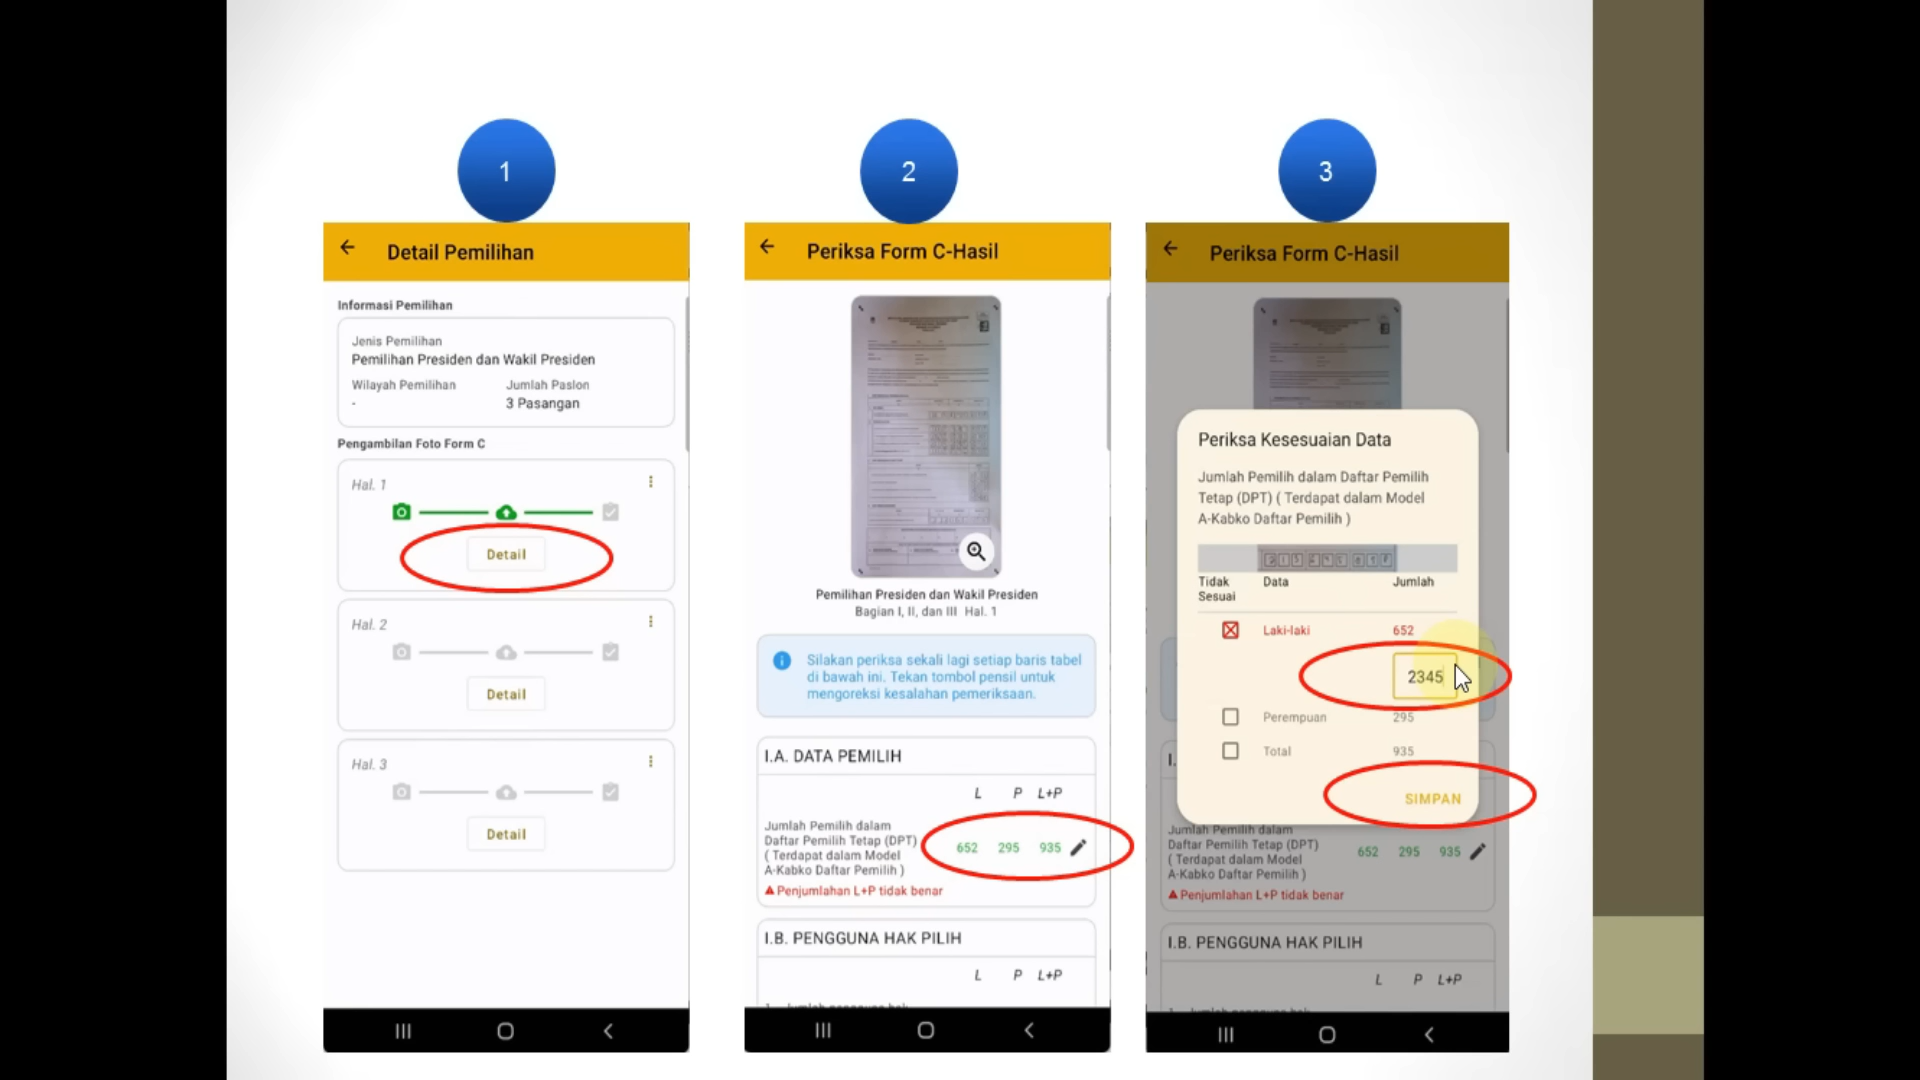 1
Detail Pemilihan
Informasi Pemilihan
Jenis Pemilihan
Pemilihan Presiden dan Wakil Presiden
Wilayah Pemilihan
Jumlah Paslon
-
3 Pasangan
Pengambilan Foto Form C
Hal. 1
Detail
Hal. 2
Detail
Hal. 3
Detail
2
Periksa Form C-Hasil
Pemilihan Presiden dan Wakil Presiden
Bagian I, II, dan III Hal. 1
Silakan periksa sekali lagi setiap baris tabel
di bawah ini. Tekan tombol pensil untuk
mengoreksi kesalahan pemeriksaan.
I.A. DATA PEMILIH
L P L+P
Jumlah Pemilih dalam
Daftar Pemilih Tetap (DPT)
( Terdapat dalam Model
A-Kabko Daftar Pemilih )
652 295 935
Penjumlahan L+P tidak benar
I.B. PENGGUNA HAK PILIH
L P L+P
3
Periksa Form C-Hasil
Periksa Kesesuaian Data
Jumlah Pemilih dalam Daftar Pemilih
Tetap (DPT) ( Terdapat dalam Model
A-Kabko Daftar Pemilih )
Tidak
Sesuai
Data
Jumlah
Laki-laki 652
2345
Perempuan 295
Total 935
SIMPAN
I.
Jumlah Pemilih dalam
Daftar Pemilih Tetap (DPT)
( Terdapat dalam Model
A-Kabko Daftar Pemilih )
652 295 935
Penjumlahan L+P tidak benar
I.B. PENGGUNA HAK PILIH
L P L+P